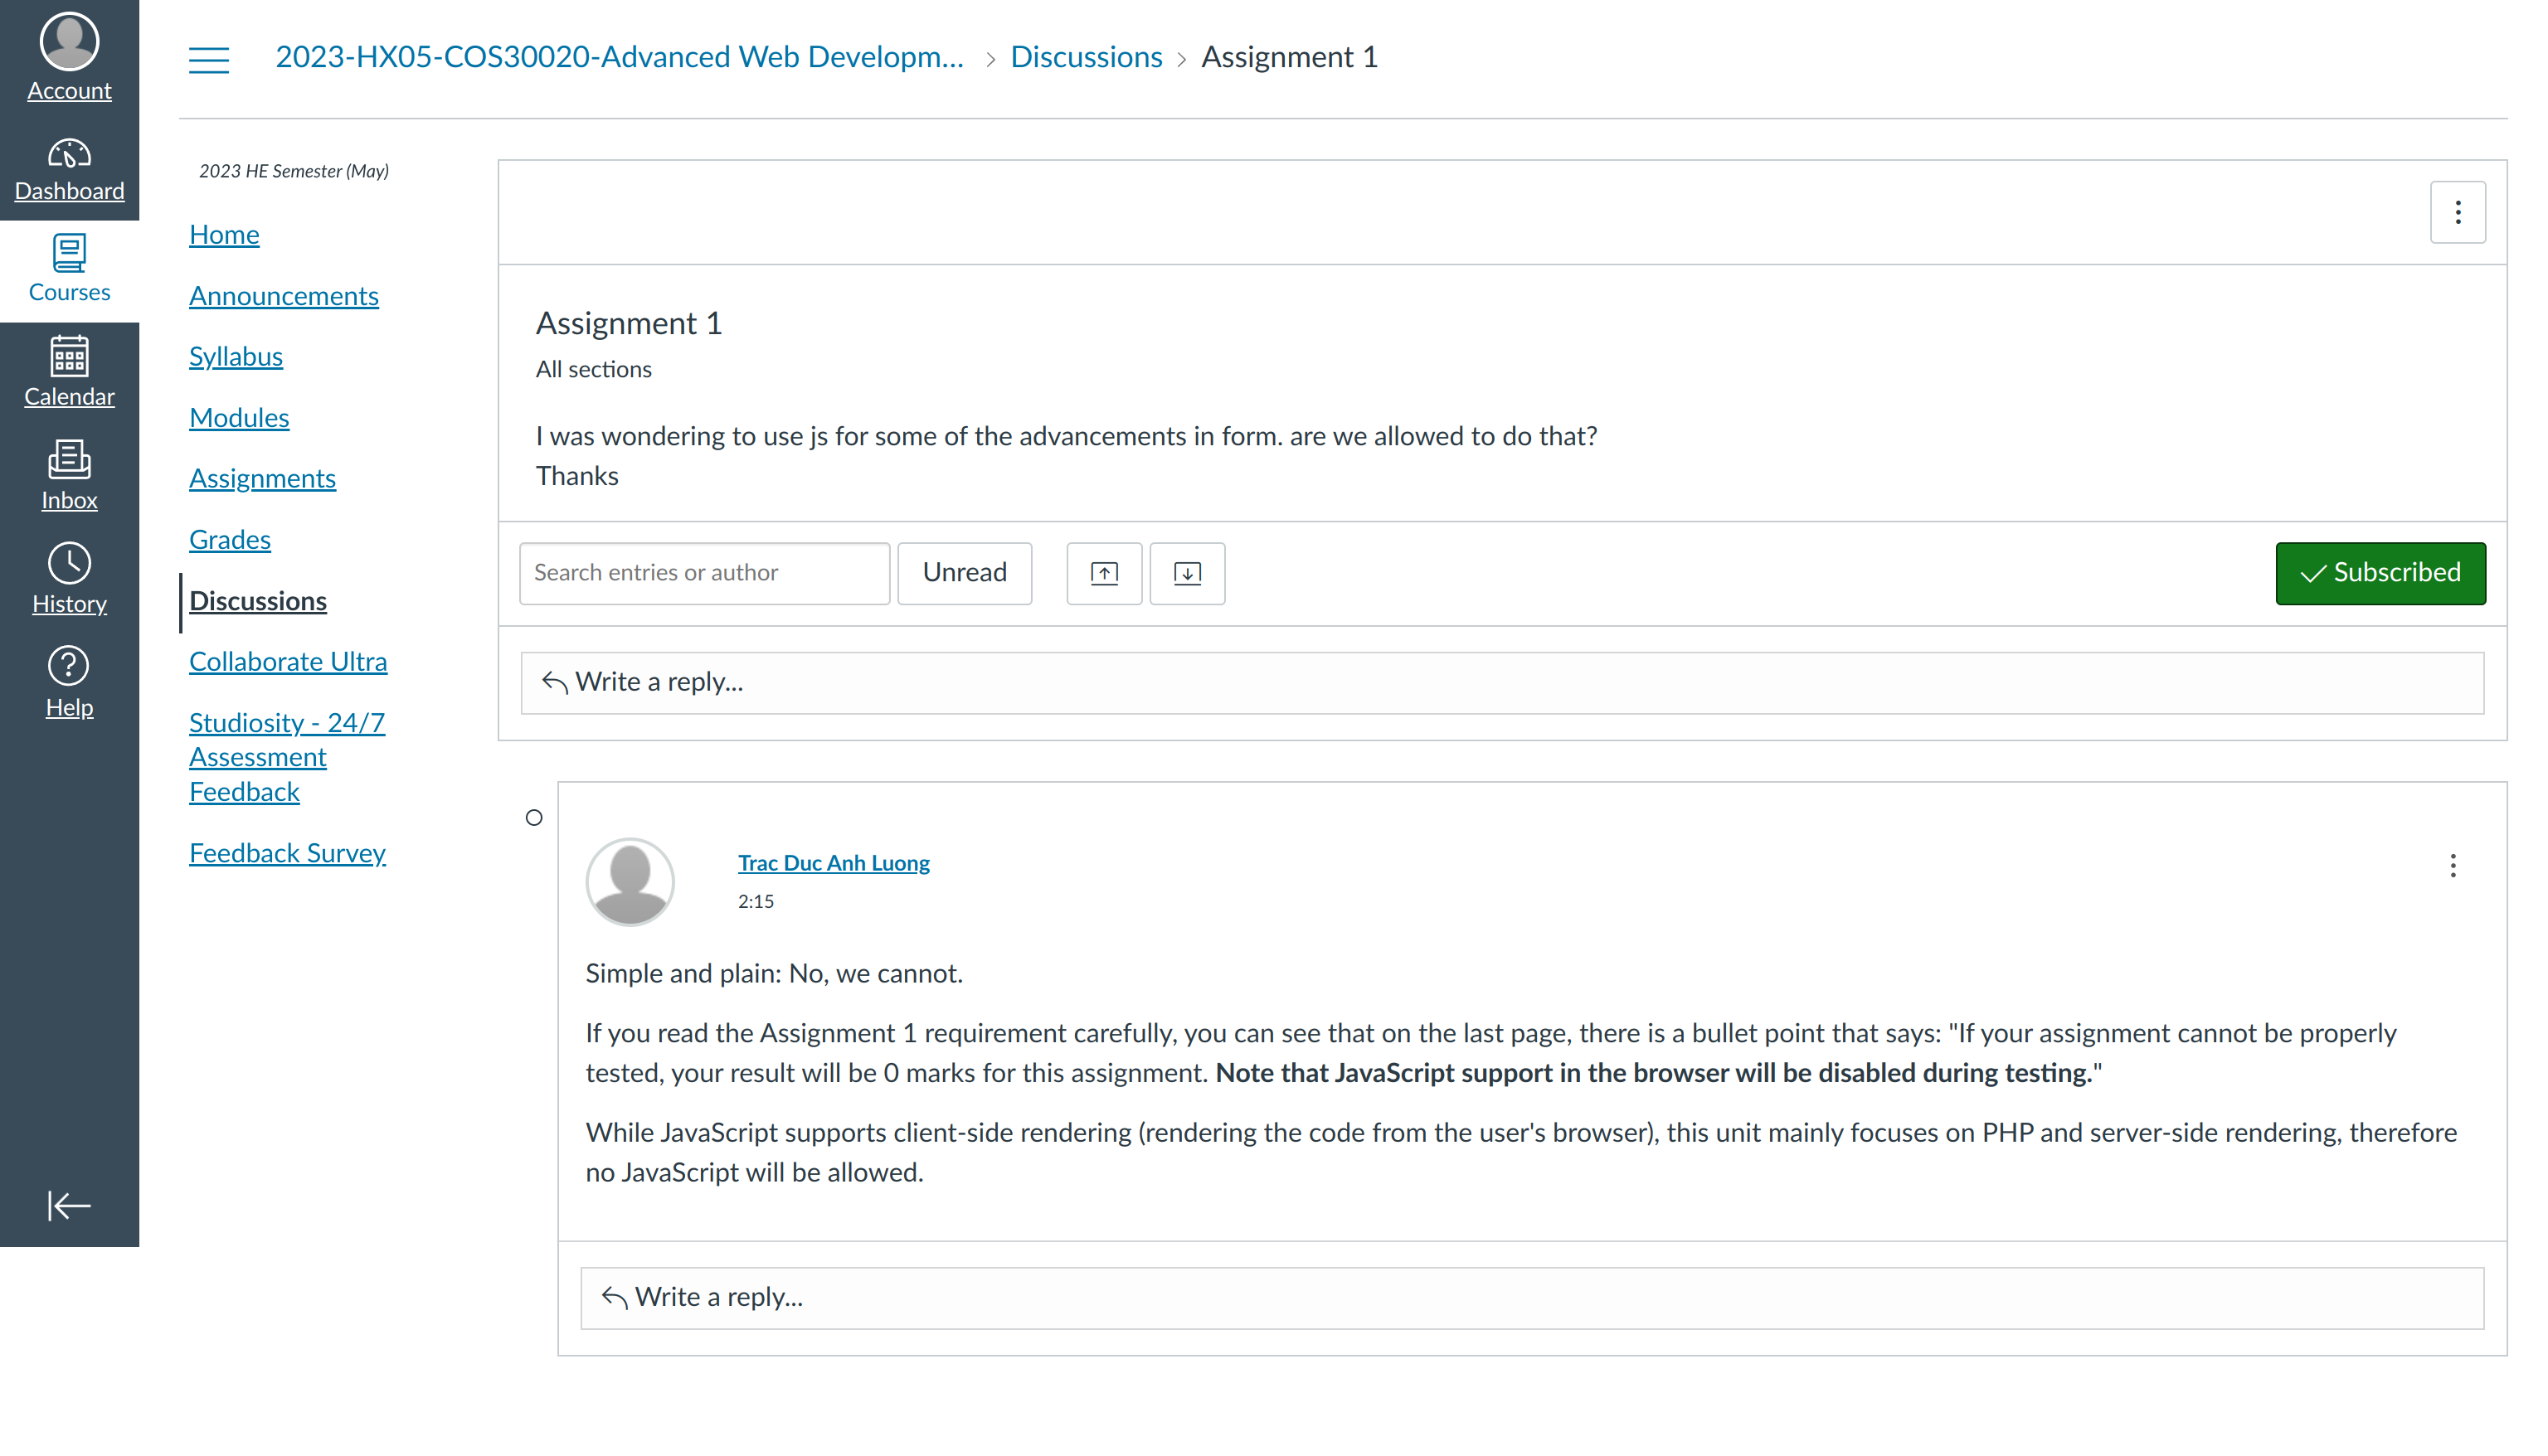 Account
Dashboard
Courses
Calendar
Inbox
History
Help
2023-HX05-COS30020-Advanced Web Developm... > Discussions > Assignment 1
2023 HE Semester (May)
Home
Announcements
Syllabus
Modules
Assignments
Grades
Discussions
Collaborate Ultra
Studiosity - 24/7
Assessment
Feedback
Feedback Survey
Assignment 1
All sections
I was wondering to use js for some of the advancements in form. are we allowed to do that?
Thanks
Search entries or author
Unread
Subscribed
Write a reply...
Trac Duc Anh Luong
2:15
Simple and plain: No, we cannot.
If you read the Assignment 1 requirement carefully, you can see that on the last page, there is a bullet point that says: "If your assignment cannot be properly
tested, your result will be 0 marks for this assignment. Note that JavaScript support in the browser will be disabled during testing."
While JavaScript supports client-side rendering (rendering the code from the user's browser), this unit mainly focuses on PHP and server-side rendering, therefore
no JavaScript will be allowed.
Write a reply...